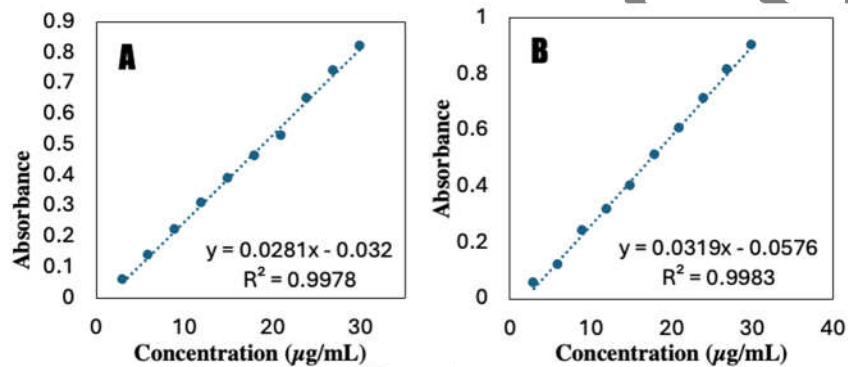 A
Absorbance
0.9
0.8
0.7
0.6
0.5
0.4
0.3
0.2
0.1
0
y = 0.0281x - 0.032
R² = 0.9978
0 10 20 30
Concentration (µg/mL)
B
Absorbance
1
0.8
0.6
0.4
0.2
0
y = 0.0319x - 0.0576
R² = 0.9983
0 10 20 30 40
Concentration (µg/mL)